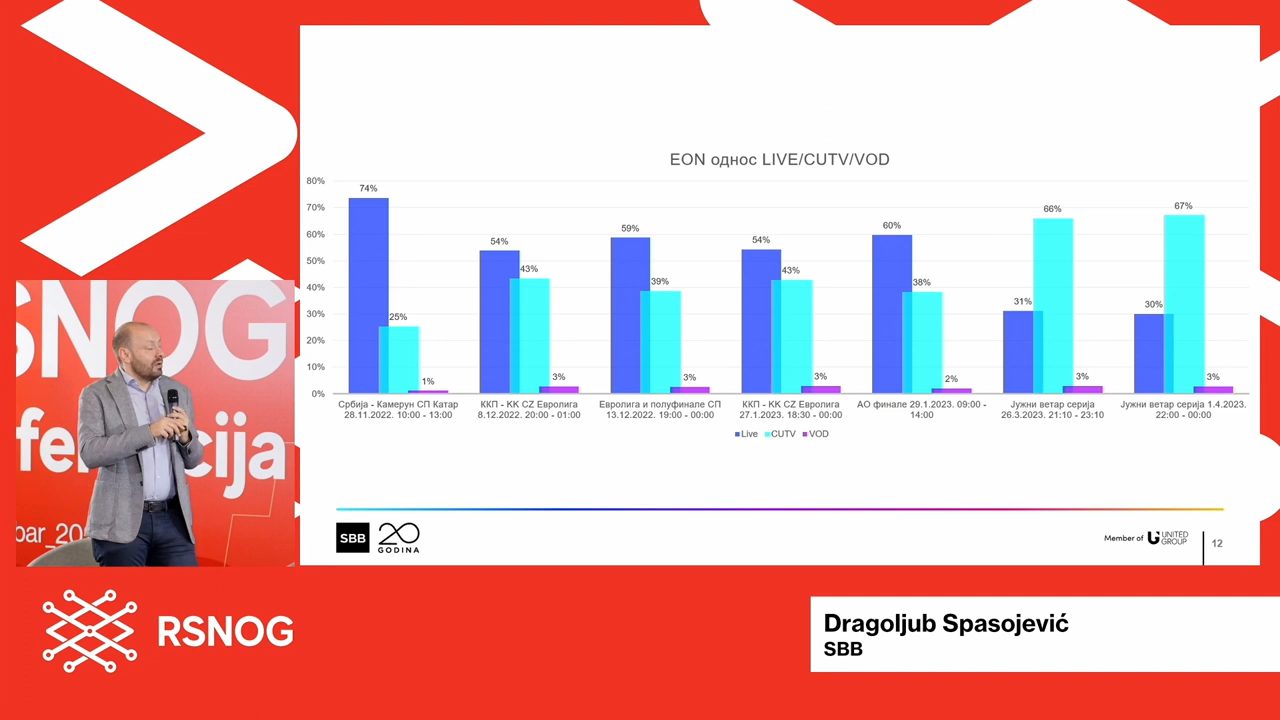 EON однос LIVE/CUTV/VOD
80%
70%
60%
50%
40%
30%
20%
10%
0%
74%
25%
1%
54%
43%
3%
59%
39%
3%
54%
43%
3%
60%
38%
2%
31%
66%
3%
30%
67%
3%
Србија - Камерун СП Катар
28.11.2022. 10:00 - 13:00
ККП - KK CZ Евролига
8.12.2022. 20:00 - 01:00
Евролига и полуфинале СП
13.12.2022. 19:00 - 00:00
ККП - KK CZ Евролига
27.1.2023. 18:30 - 00:00
АО финале 29.1.2023. 09:00 -
14:00
Јужни ветар серија
26.3.2023. 21:10 - 23:10
Јужни ветар серија 1.4.2023.
22:00 - 00:00
Live CUTV VOD
SBB
20
GODINA
Member of UNITED
GROUP
12
SNOG
cija
RSNOG
Dragoljub Spasojević
SBB